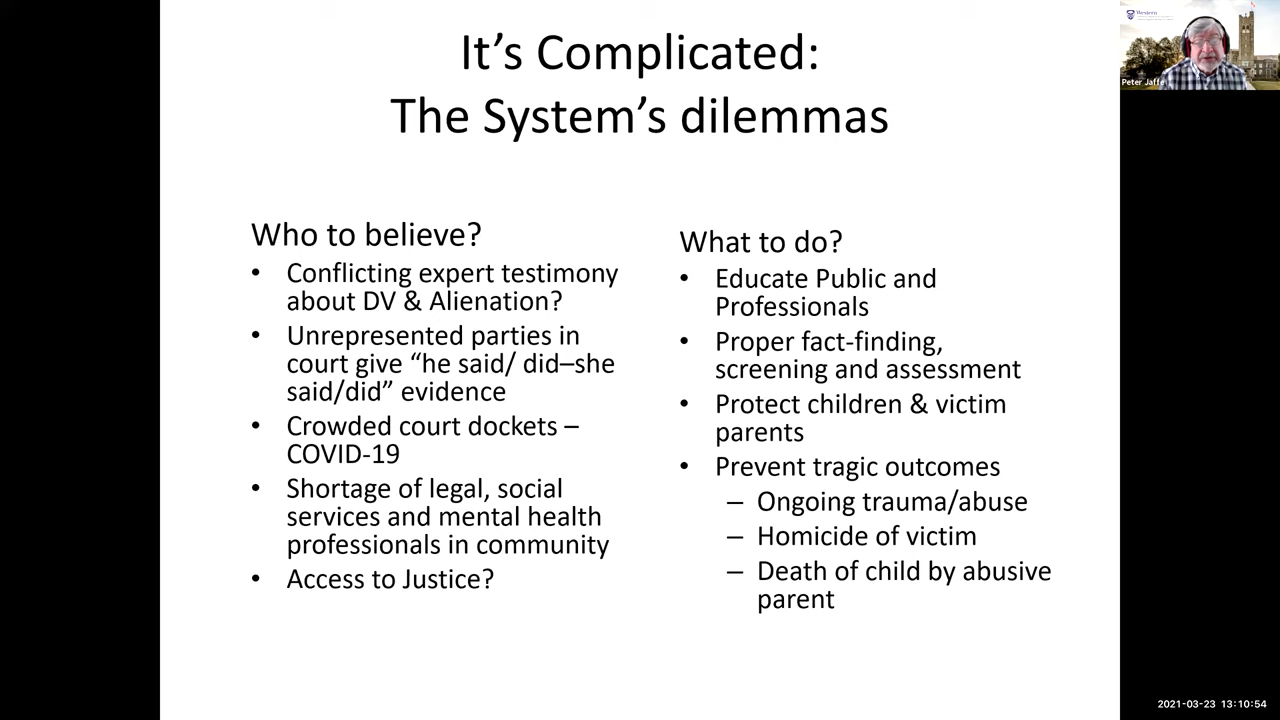 It's Complicated:
The System's dilemmas
Who to believe?
• Conflicting expert testimony
about DV & Alienation?
• Unrepresented parties in
court give “he said/ did–she
said/did” evidence
• Crowded court dockets –
COVID-19
• Shortage of legal, social
services and mental health
professionals in community
• Access to Justice?
What to do?
• Educate Public and
Professionals
• Proper fact-finding,
screening and assessment
• Protect children & victim
parents
• Prevent tragic outcomes
– Ongoing trauma/abuse
– Homicide of victim
– Death of child by abusive
parent
Western
Peter Jaffe
2021-03-23 13:10:54